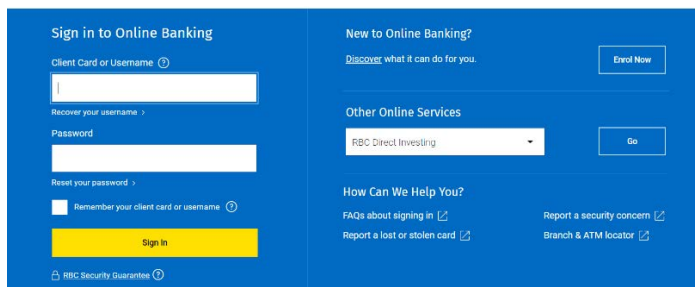 Sign in to Online Banking
Client Card or Username ?
Recover your username ›
Password
Reset your password ›
Remember your client card or username ?
Sign In
RBC Security Guarantee ?
New to Online Banking?
Discover what it can do for you.
Enrol Now
Other Online Services
RBC Direct Investing
Go
How Can We Help You?
FAQs about signing in
Report a security concern
Report a lost or stolen card
Branch & ATM locator